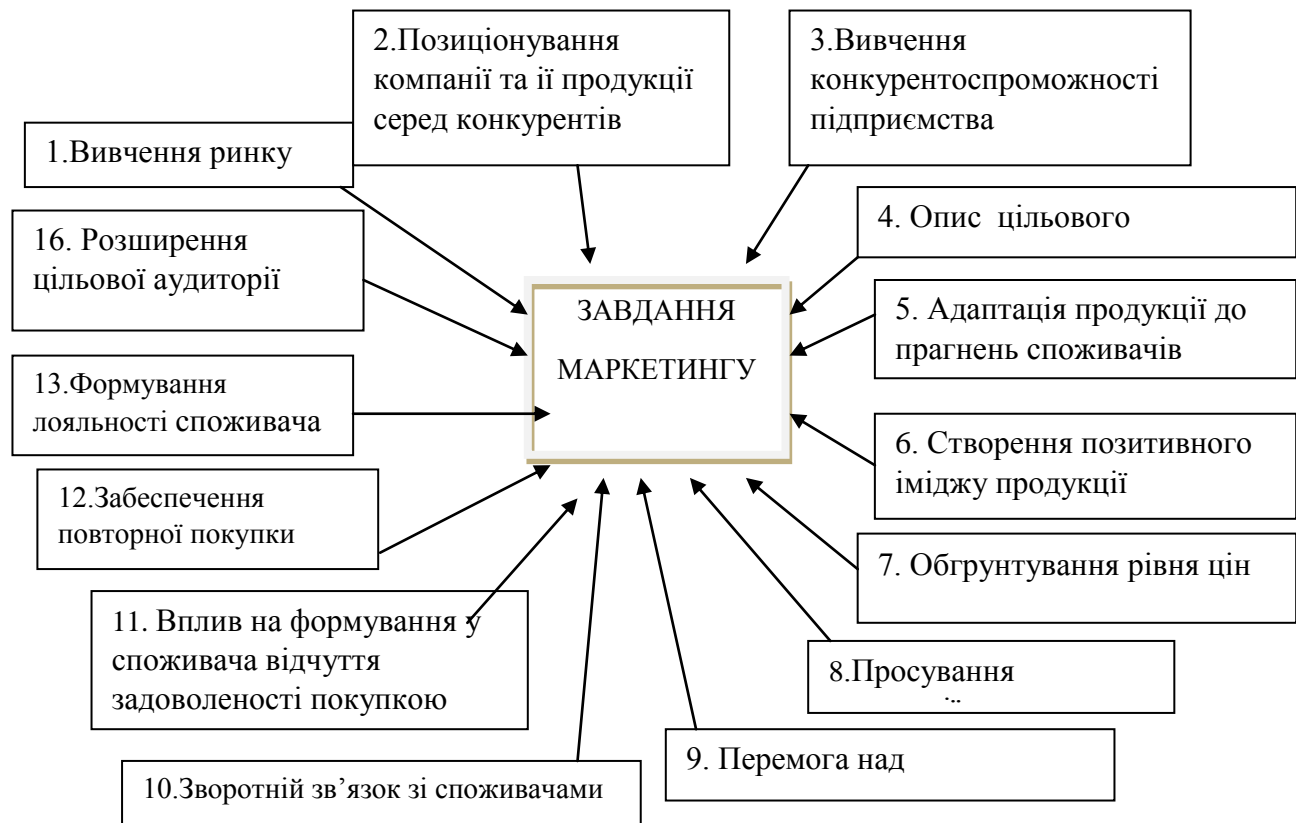 2.Позиціонування
компанії та її продукції
серед конкурентів
3.Вивчення
конкурентоспроможності
підприємства
1.Вивчення ринку
4. Опис цільового
16. Розширення
цільової аудиторії
ЗАВДАННЯ
МАРКЕТИНГУ
5. Адаптація продукції до
прагнень споживачів
13.Формування
лояльності споживача
6. Створення позитивного
іміджу продукції
12.Забеспечення
повторної покупки
7. Обгрунтування рівня цін
11. Вплив на формування у
споживача відчуття
задоволеності покупкою
8.Просування
9. Перемога над
10.Зворотній зв’язок зі споживачами